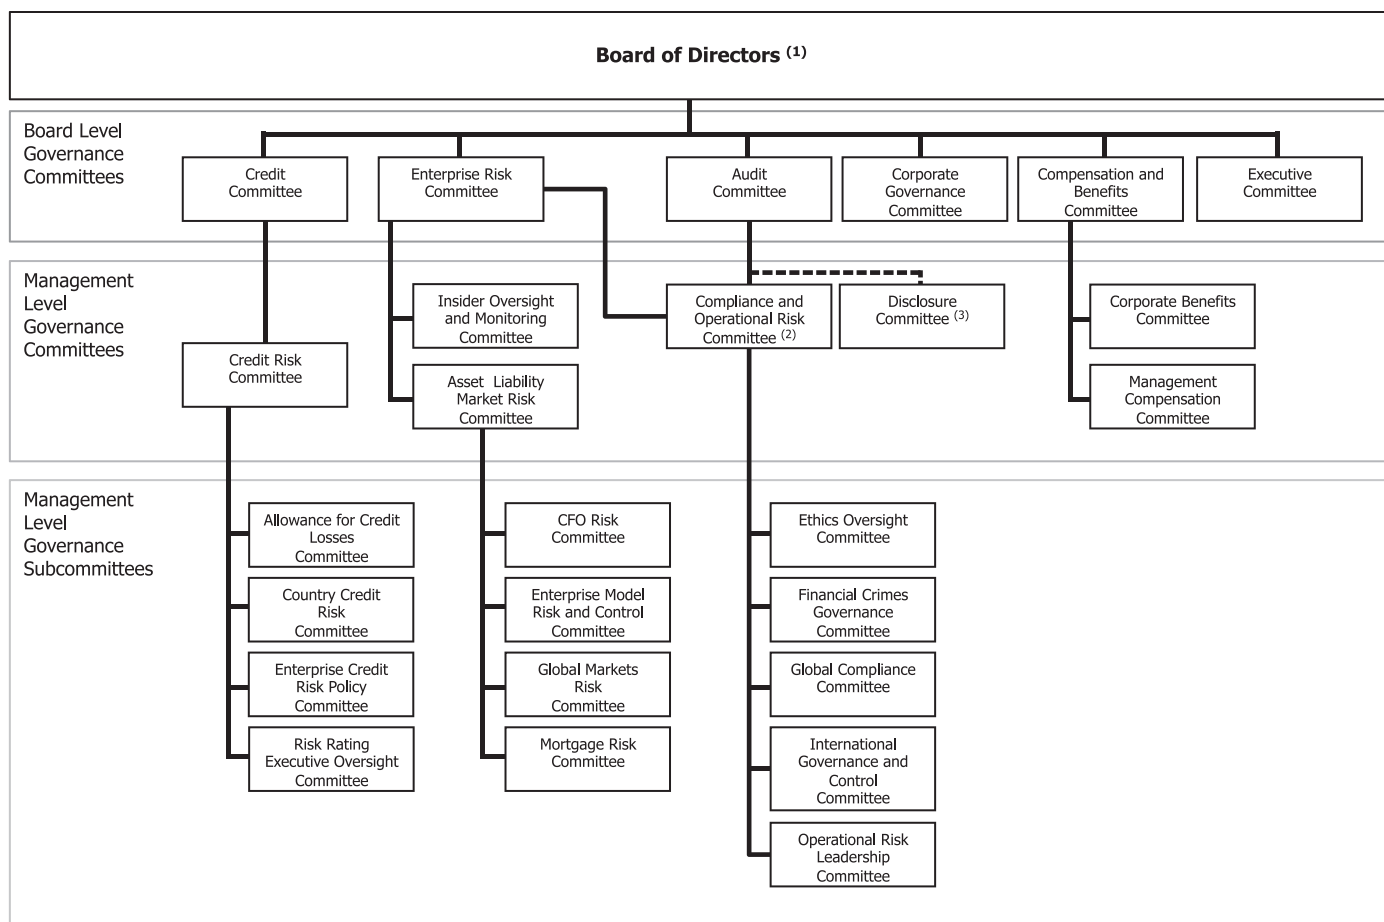 Board of Directors (1)
Board Level
Governance
Committees
Credit
Committee
Enterprise Risk
Committee
Audit
Committee
Corporate
Governance
Committee
Compensation and
Benefits
Committee
Executive
Committee
Management
Level
Governance
Committees
Credit Risk
Committee
Insider Oversight
and Monitoring
Committee
Asset Liability
Market Risk
Committee
Compliance and
Operational Risk
Committee (2)
Disclosure
Committee (3)
Corporate Benefits
Committee
Management
Compensation
Committee
Management
Level
Governance
Subcommittees
Allowance for Credit
Losses
Committee
Country Credit
Risk
Committee
Enterprise Credit
Risk Policy
Committee
Risk Rating
Executive Oversight
Committee
CFO Risk
Committee
Enterprise Model
Risk and Control
Committee
Global Markets
Risk
Committee
Mortgage Risk
Committee
Ethics Oversight
Committee
Financial Crimes
Governance
Committee
Global Compliance
Committee
International
Governance and
Control
Committee
Operational Risk
Leadership
Committee